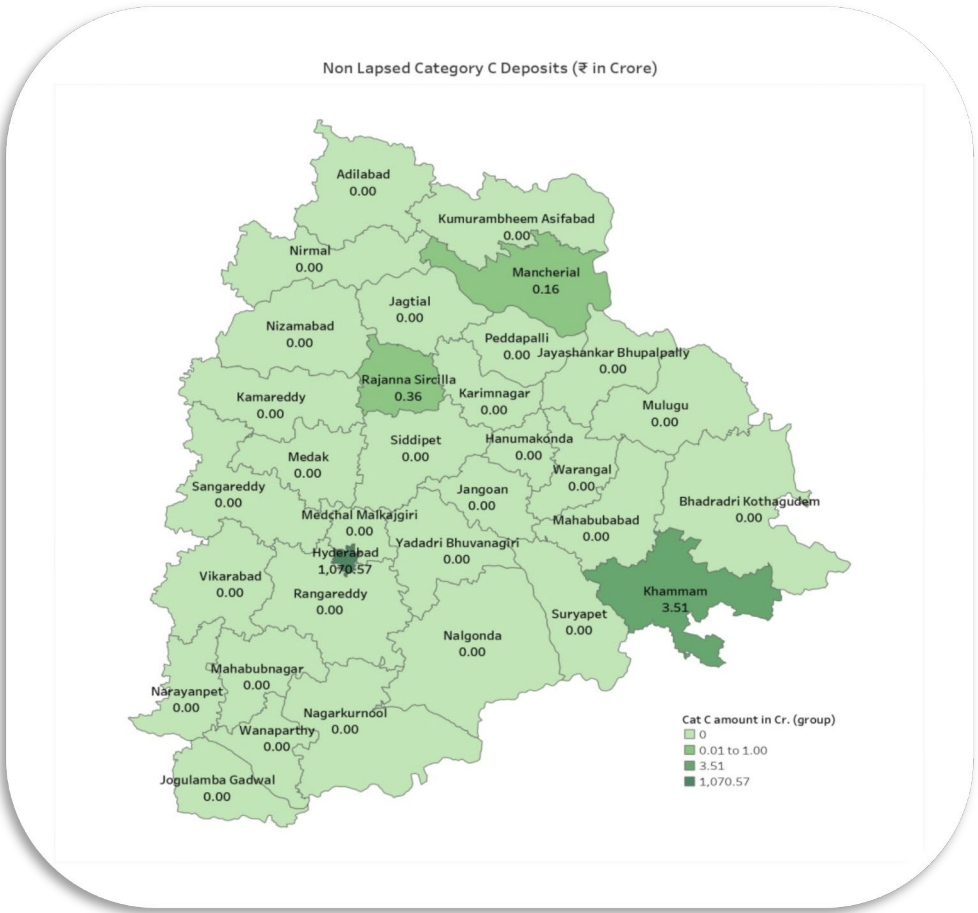 Non Lapsed Category C Deposits (₹ in Crore)
Adilabad
0.00
Kumurambheem Asifabad
0.00
Nirmal
0.00
Mancherial
0.16
Jagtial
0.00
Nizamabad
0.00
Peddapalli
0.00
Jayashankar Bhupalpally
0.00
Rajanna Sircilla
0.36
Karimnagar
0.00
Kamareddy
0.00
Mulugu
0.00
Siddipet
0.00
Hanumakonda
0.00
Medak
0.00
Warangal
0.00
Sangareddy
0.00
Jangoan
0.00
Bhadradri Kothagudem
0.00
Medchal Malkajgiri
0.00
Mahabubabad
0.00
Yadadri Bhuvanagiri
0.00
Hyderabad
1,070.57
Vikarabad
0.00
Rangareddy
0.00
Khammam
3.51
Suryapet
0.00
Nalgonda
0.00
Mahabubnagar
0.00
Narayanpet
0.00
Nagarkurnool
0.00
Wanaparthy
0.00
Jogulamba Gadwal
0.00
Cat C amount in Cr. (group)
0
0.01 to 1.00
3.51
1,070.57